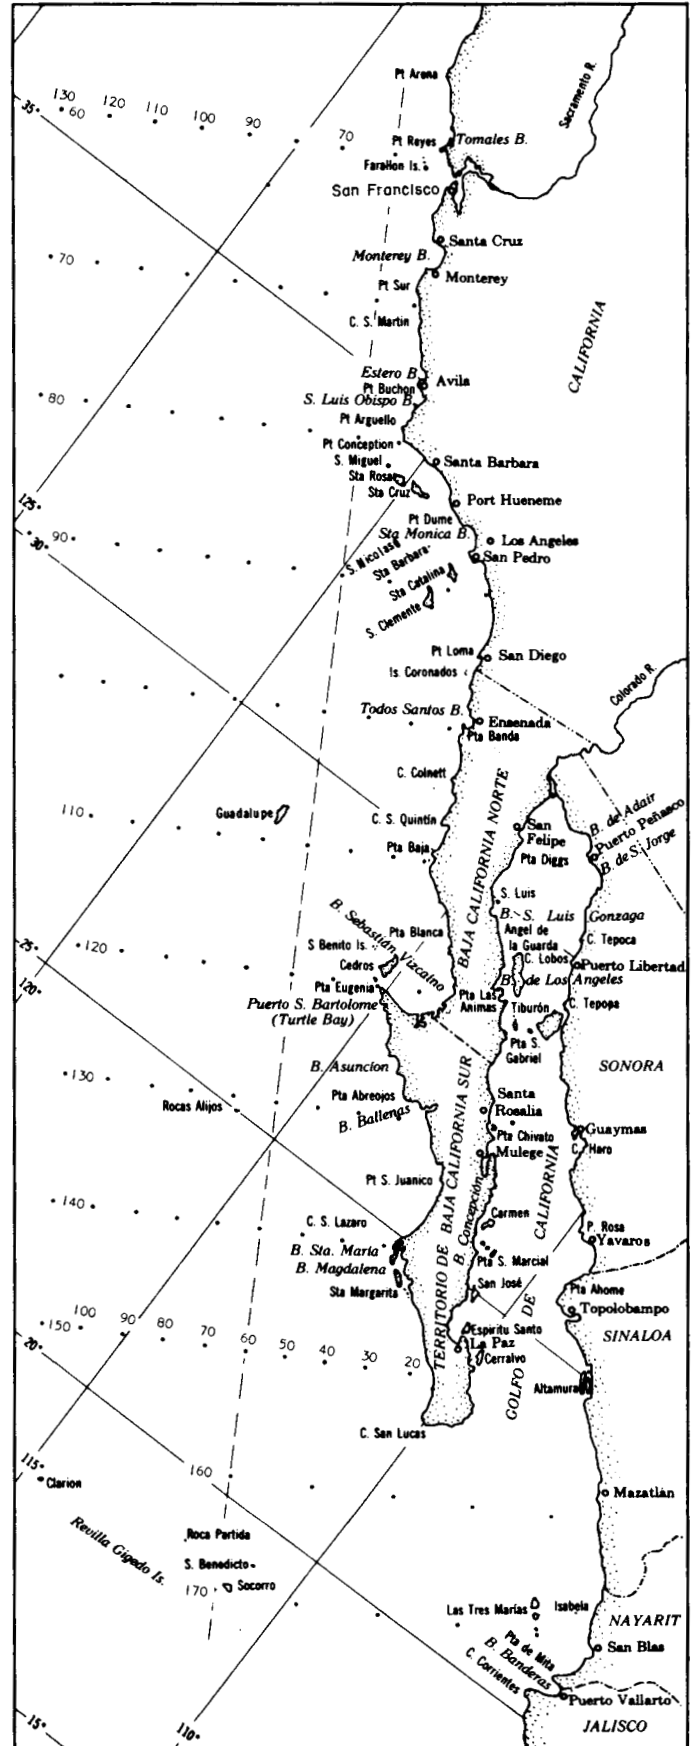 Pt Arena
Sacramento R.
35°
130 120 110 100 90 70
60
Pt Reyes
Tomales B.
Farallon Is.
San Francisco
Santa Cruz
Monterey B.
70
Monterey
Pt Sur
C. S. Martin
CALIFORNIA
Estero B.
Pt Buchon
Avila
80
S. Luis Obispo B.
Pt Arguello
Pt Conception
S. Miguel
Santa Barbara
Sta Rosa
Sta Cruz
125°
Port Hueneme
Pt Dume
30°
90
Sta Monica B.
Los Angeles
S. Nicolas
Sta Barbara
San Pedro
Sta Catalina
S. Clemente
Pt Loma
San Diego
Is. Coronados
Colorado R.
Todos Santos B.
Ensenada
Pta Banda
C. Colnett
BAJA CALIFORNIA NORTE
110
Guadalupe
C. S. Quintín
San
Felipe
B. del Adair
Puerto Peñasco
B. de S. Jorge
Pta Baja
Pta Diggs
S. Luis
B. S. Luis Gonzaga
B. Sebastián Vizcaíno
Pta Blanca
Angel de
la Guarda
C. Tepoca
25°
120
S Benito Is.
C. Lobos
Cedros
Puerto Libertad
120°
Pta Eugenia
B. de Los Angeles
Puerto S. Bartolome
(Turtle Bay)
Pta Las
Animas
Tiburón
C. Tepopa
Pta S.
Gabriel
B. Asuncion
SONORA
130
Rocas Alijos
Pta Abreojos
B. Ballenas
Santa
Rosalia
Guaymas
Pta Chivato
Mulege
C. Haro
TERRITORIO DE BAJA CALIFORNIA SUR
Pt S. Juanico
B. Concepción
GOLFO DE CALIFORNIA
140
C. S. Lazaro
Carmen
P. Rosa
Yavaros
B. Sta. María
Pta S. Marcial
B. Magdalena
San José
Pta Ahome
Sta Margarita
Topolobampo
150 100 90 80 70 60 50 40 30 20
20°
Espiritu Santo
SINALOA
La Paz
Cerralvo
Altamura
C. San Lucas
115°
160
Clarion
Mazatlán
Revilla Gigedo Is.
Roca Partida
S. Benedicto
170
Socorro
Las Tres Marías
Isabela
NAYARIT
Pta de Mita
San Blas
B. Banderas
C. Corrientes
Puerto Vallarto
15°
110°
JALISCO